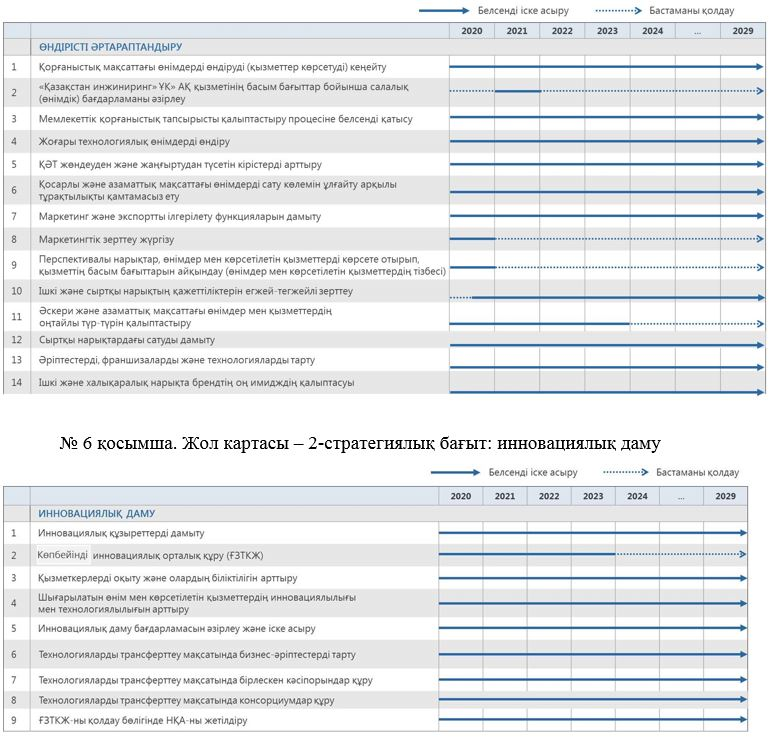 Белсенді іске асыру Бастаманы қолдау
2020 2021 2022 2023 2024 ... 2029
ӨНДІРІСТІ ӘРТАРАПТАНДЫРУ
1 Қорғаныстық мақсаттағы өнімдерді өндіруді (қызметтер көрсетуді) кеңейту
2 «Қазақстан инжиниринг» ҰК» АҚ қызметінің басым бағыттар бойынша салалық
(өнімдік) бағдарламаны әзірлеу
3 Мемлекеттік қорғаныстық тапсырысты қалыптастыру процесіне белсенді қатысу
4 Жоғары технологиялық өнімдерді өндіру
5 ҚӘТ жөндеуден және жаңғыртудан түсетін кірістерді арттыру
6 Қосарлы және азаматтық мақсаттағы өнімдерді сату көлемін ұлғайту арқылы
тұрақтылықты қамтамасыз ету
7 Маркетинг және экспортты ілгерілету функцияларын дамыту
8 Маркетингтік зерттеу жүргізу
9 Перспективалы нарықтар, өнімдер мен көрсетілетін қызметтерді көрсете отырып,
қызметтің басым бағыттарын айқындау (өнімдер мен көрсетілетін қызметтердің тізбесі)
10 Ішкі және сыртқы нарықтың қажеттіліктерін егжей-тегжейлі зерттеу
11 Әскери және азаматтық мақсаттағы өнімдер мен қызметтердің
оңтайлы түр-түрін қалыптастыру
12 Сыртқы нарықтардағы сатуды дамыту
13 Әріптестерді, франшизаларды және технологияларды тарту
14 Ішкі және халықаралық нарықта брендтің оң имидждің қалыптасуы
№ 6 қосымша. Жол картасы – 2-стратегиялық бағыт: инновациялық даму
Белсенді іске асыру Бастаманы қолдау
2020 2021 2022 2023 2024 ... 2029
ИННОВАЦИЯЛЫҚ ДАМУ
1 Инновациялық құзыреттерді дамыту
2 Көпбейінді инновациялық орталық құру (ҒЗТКЖ)
3 Қызметкерлерді оқыту және олардың біліктілігін арттыру
4 Шығарылатын өнім мен көрсетілетін қызметтердің инновациялылығы
мен технологиялылығын арттыру
5 Инновациялық даму бағдарламасын әзірлеу және іске асыру
6 Технологияларды трансферттеу мақсатында бизнес-әріптестерді тарту
7 Технологияларды трансферттеу мақсатында бірлескен кәсіпорындар құру
8 Технологияларды трансферттеу мақсатында консорциумдар құру
9 ҒЗТКЖ-ны қолдау бөлігінде НҚА-ны жетілдіру